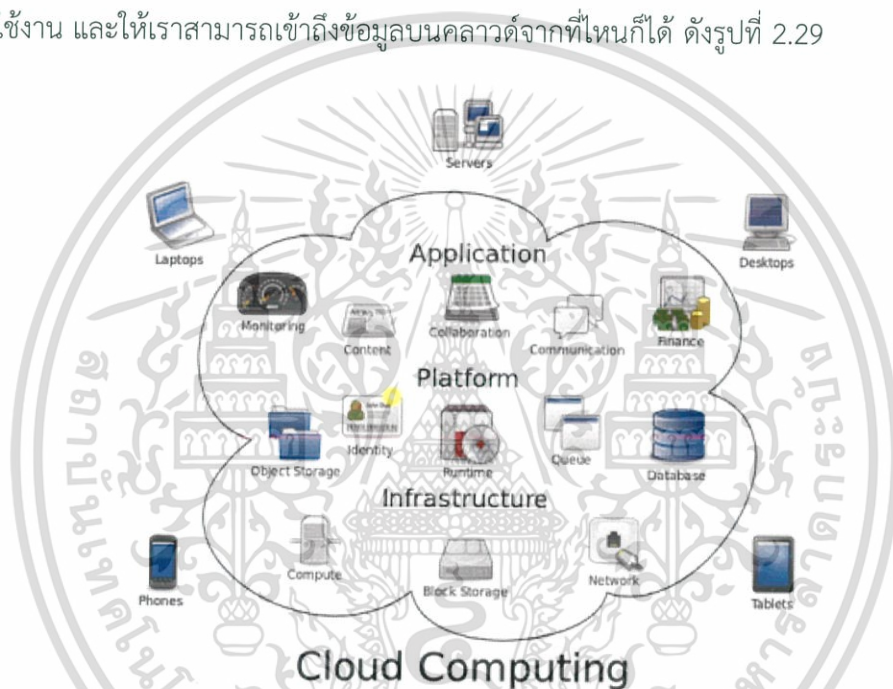 ใช้งาน และให้เราสามารถเข้าถึงข้อมูลบนคลาวด์จากที่ไหนก็ได้ ดังรูปที่ 2.29
Servers
Laptops
Desktops
Application
Monitoring
Content
Collaboration
Communication
Finance
Platform
Object Storage
Identity
Runtime
Queue
Database
Infrastructure
Compute
Block Storage
Network
Phones
Tablets
Cloud Computing